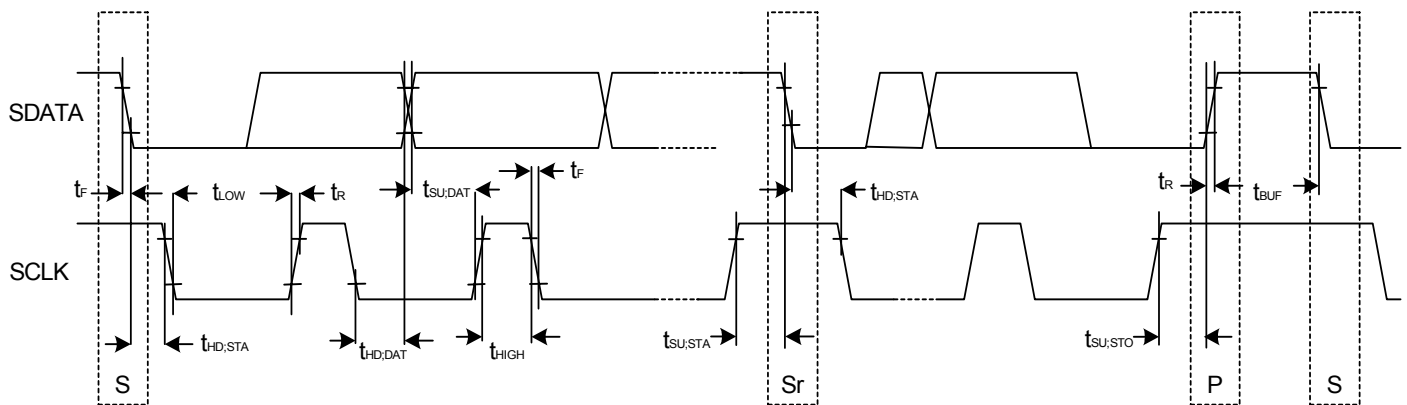 SDATA
tF
tLOW
tR
tSU;DAT
tF
tHD;STA
tR
tBUF
SCLK
tHD;STA
tHD;DAT
tHIGH
tSU;STA
tSU;STO
S
Sr
P
S